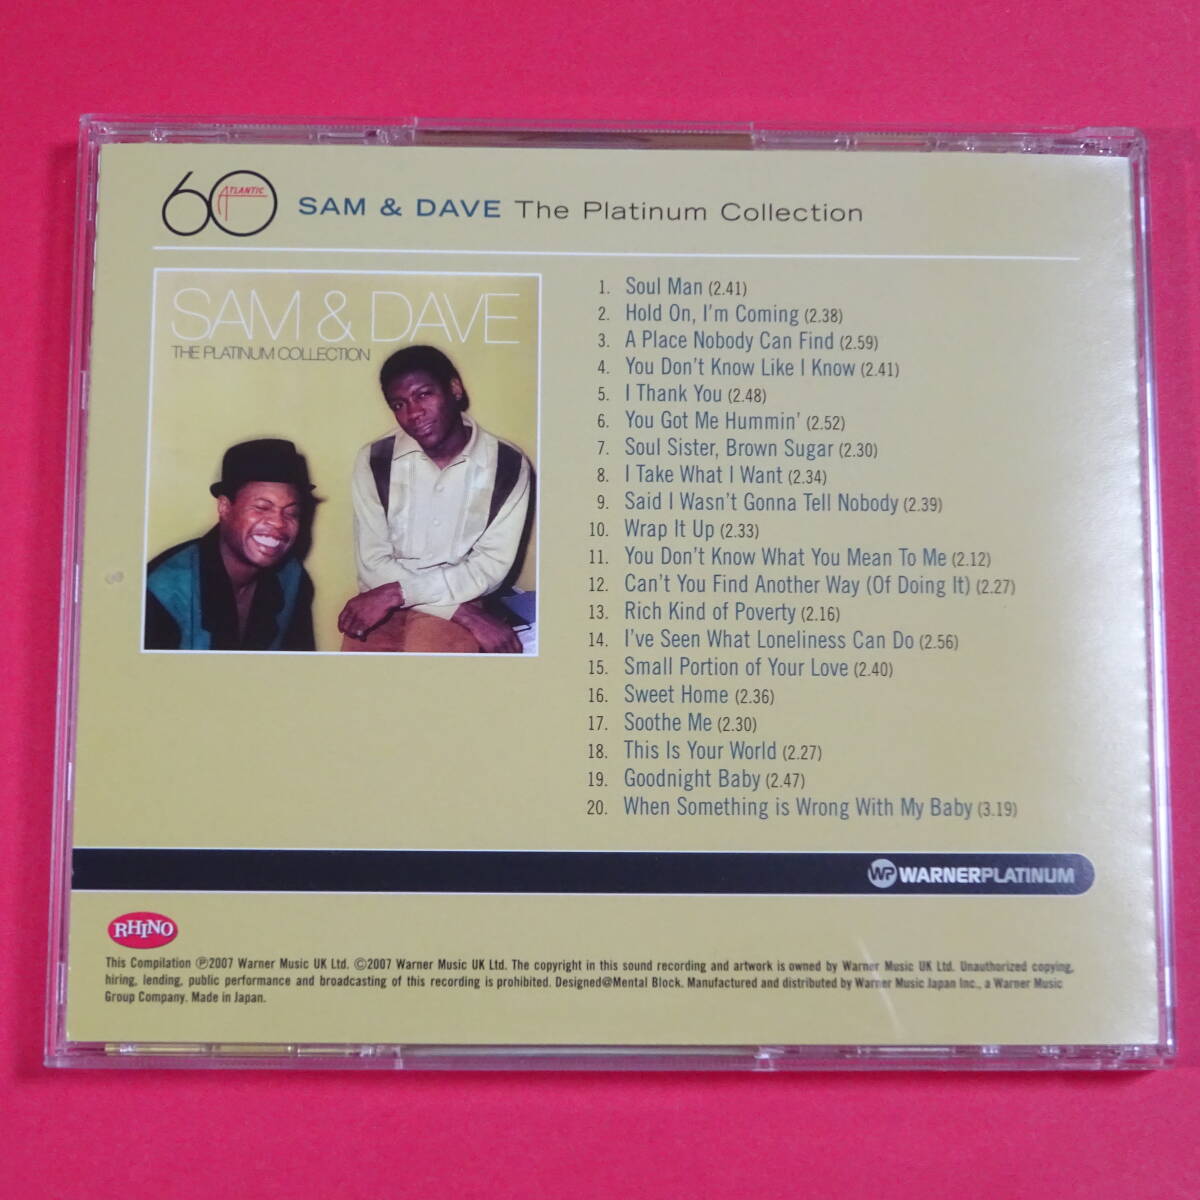 60 ATLANTIC SAM & DAVE The Platinum Collection
SAM & DAVE
THE PLATINUM COLLECTION
1. Soul Man (2.41)
2. Hold On, I'm Coming (2.38)
3. A Place Nobody Can Find (2.59)
4. You Don't Know Like I Know (2.41)
5. I Thank You (2.48)
6. You Got Me Hummin' (2.52)
7. Soul Sister, Brown Sugar (2.30)
8. I Take What I Want (2.34)
9. Said I Wasn't Gonna Tell Nobody (2.39)
10. Wrap It Up (2.33)
11. You Don't Know What You Mean To Me (2.12)
12. Can't You Find Another Way (Of Doing It) (2.27)
13. Rich Kind of Poverty (2.16)
14. I've Seen What Loneliness Can Do (2.56)
15. Small Portion of Your Love (2.40)
16. Sweet Home (2.36)
17. Soothe Me (2.30)
18. This Is Your World (2.27)
19. Goodnight Baby (2.47)
20. When Something is Wrong With My Baby (3.19)
WP WARNERPLATINUM
RHINO
This Compilation ℗2007 Warner Music UK Ltd. ©2007 Warner Music UK Ltd. The copyright in this sound recording and artwork is owned by Warner Music UK Ltd. Unauthorized copying,
hiring, lending, public performance and broadcasting of this recording is prohibited. Designed@Mental Block. Manufactured and distributed by Warner Music Japan Inc., a Warner Music
Group Company. Made in Japan.